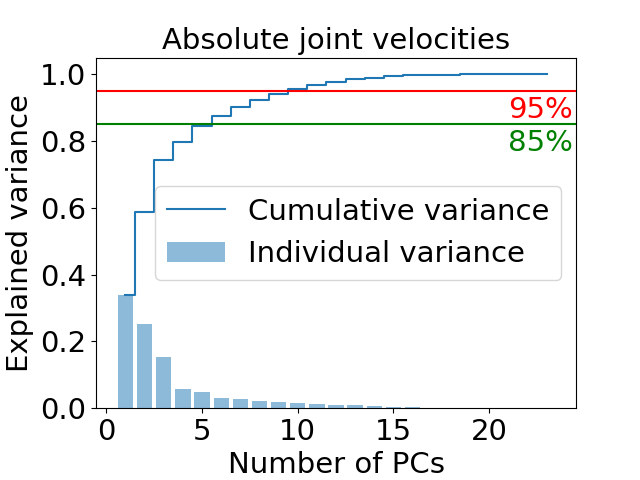 Absolute joint velocities
Explained variance
1.0
0.8
0.6
0.4
0.2
0.0
95%
85%
Cumulative variance
Individual variance
0 5 10 15 20
Number of PCs